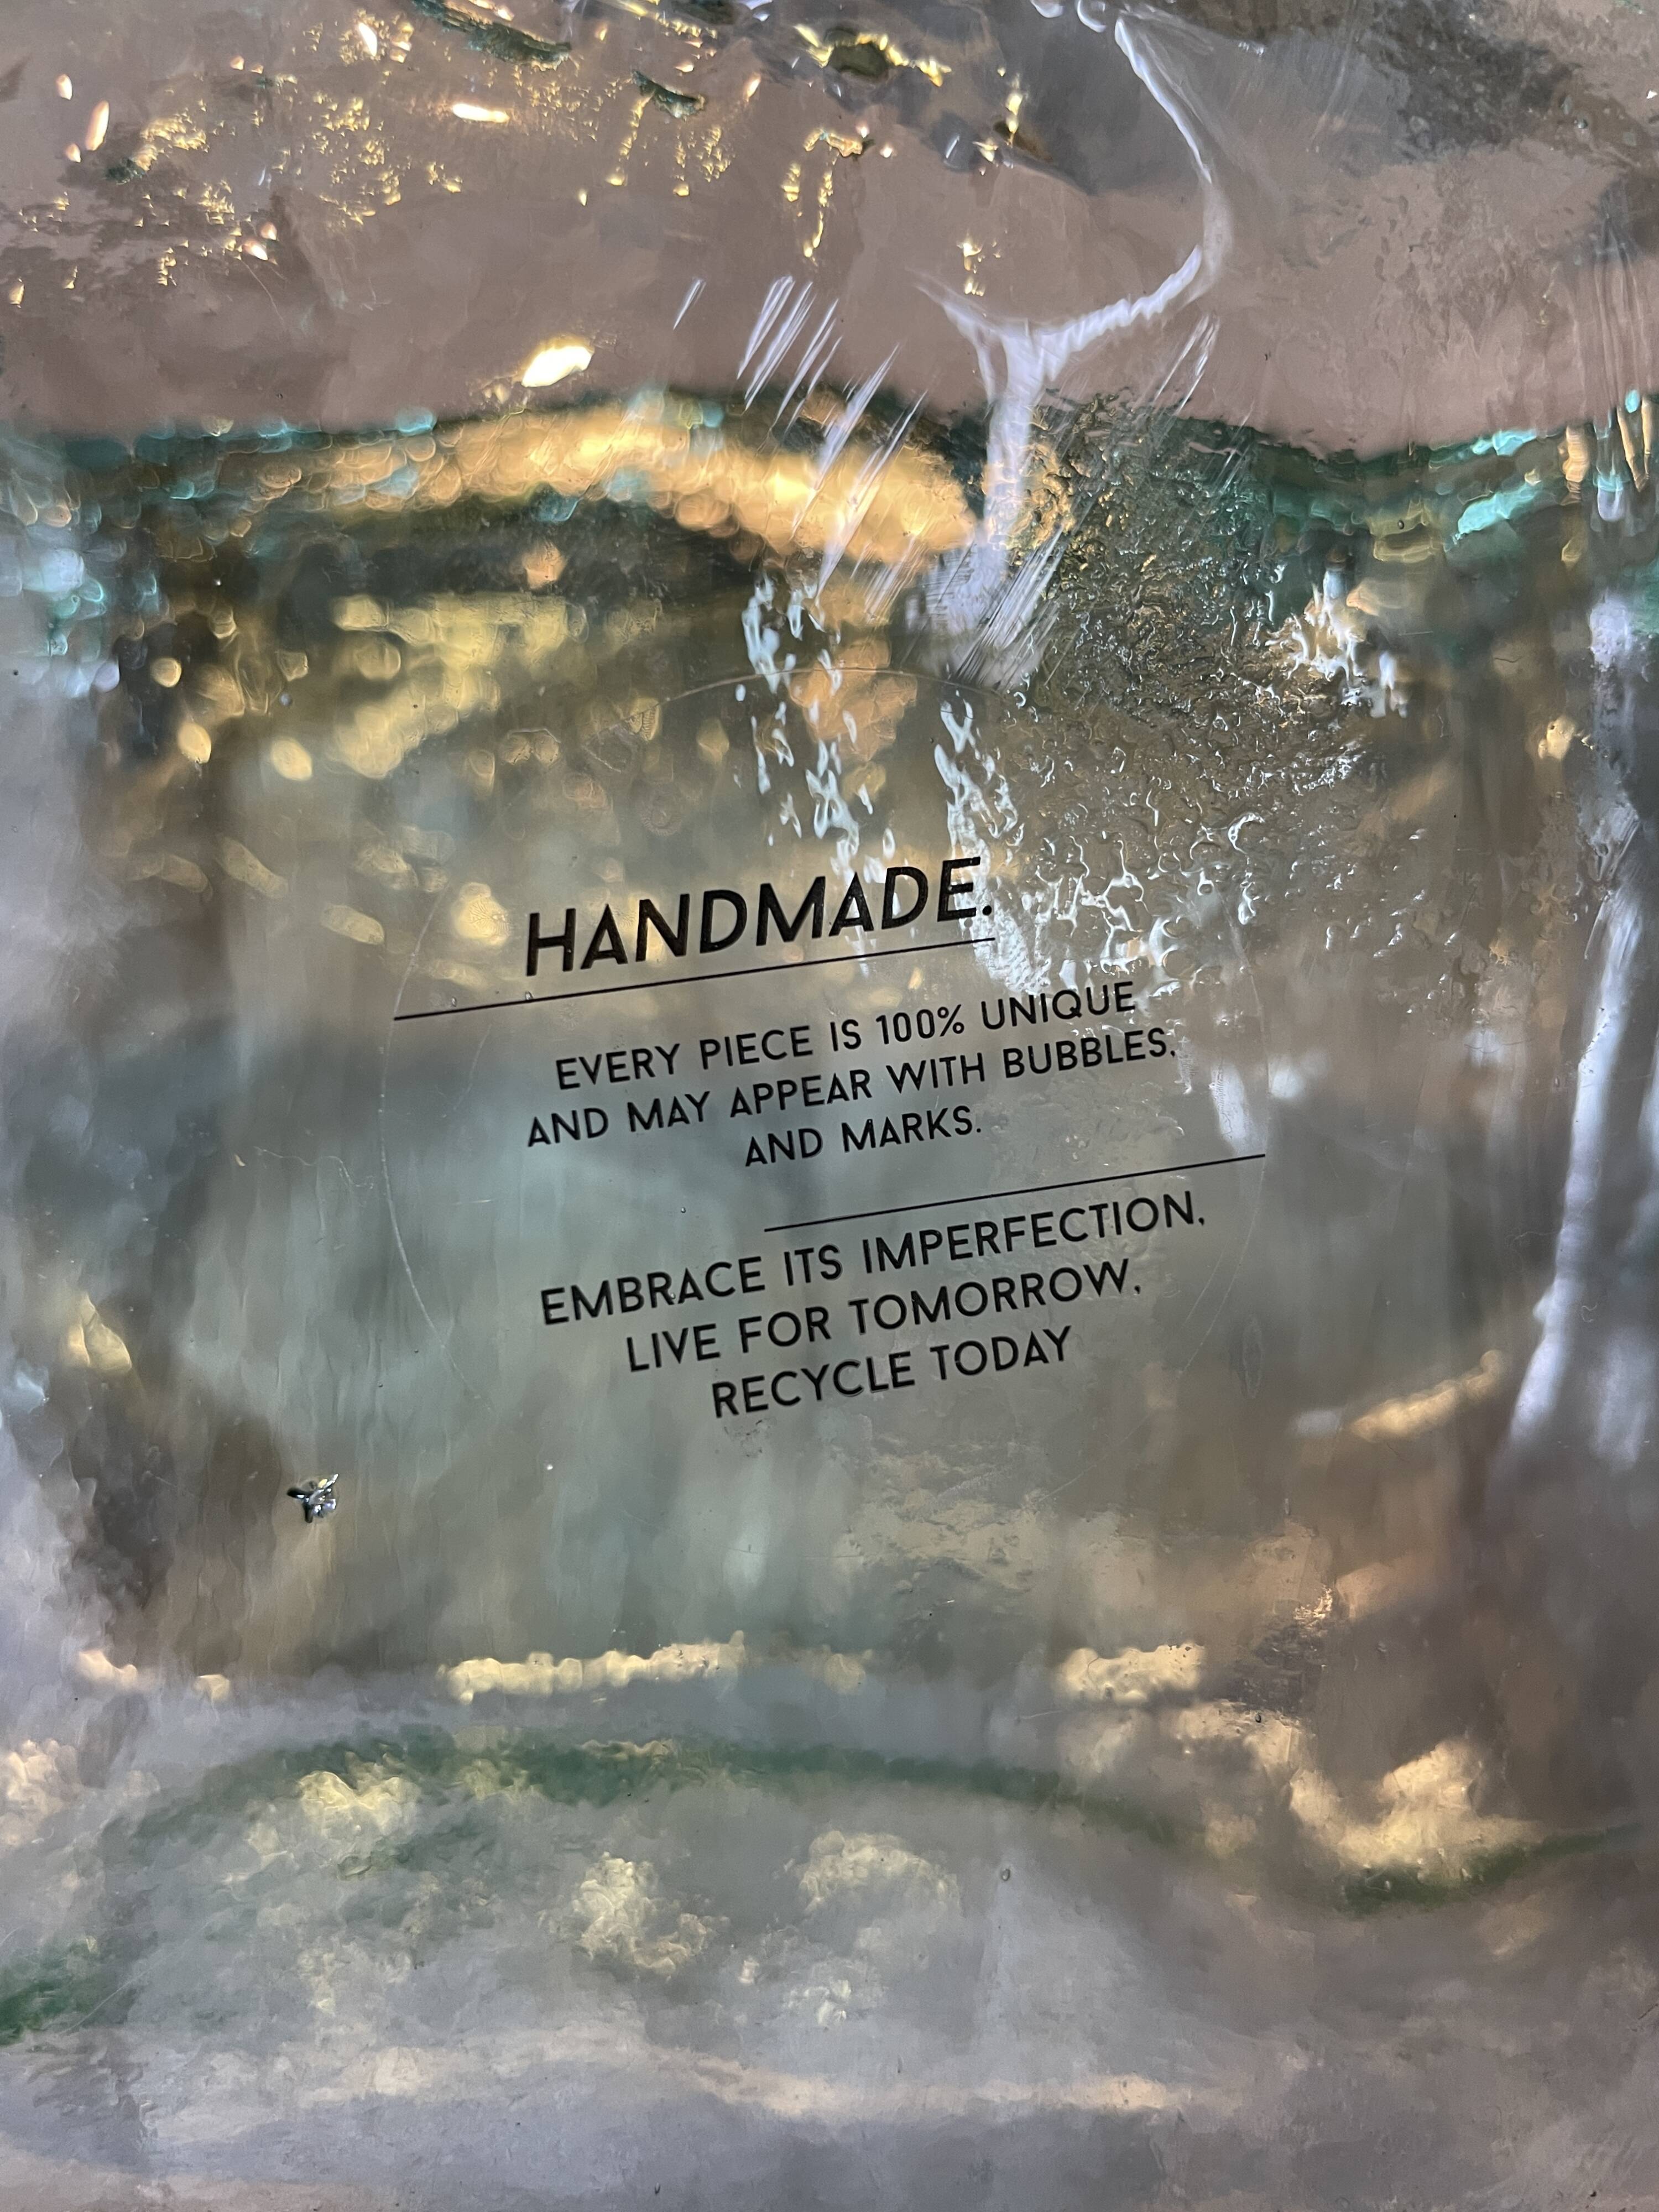 HANDMADE.
EVERY PIECE IS 100% UNIQUE
AND MAY APPEAR WITH BUBBLES,
AND MARKS.
EMBRACE ITS IMPERFECTION,
LIVE FOR TOMORROW,
RECYCLE TODAY